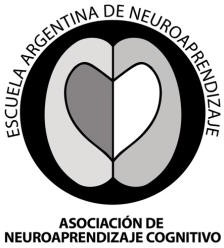 ESCUELA ARGENTINA DE NEUROAPRENDIZAJE
ASOCIACIÓN DE
NEUROAPRENDIZAJE COGNITIVO